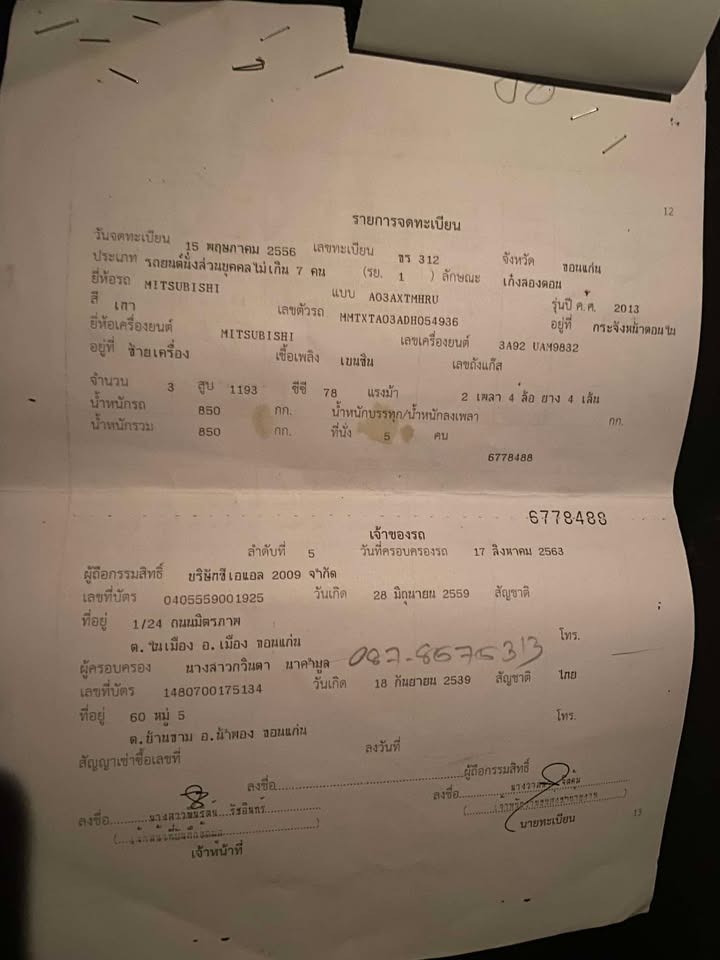 12
รายการจดทะเบียน
วันจดทะเบียน 15 พฤษภาคม 2556 เลขทะเบียน ขร 312 จังหวัด ขอนแก่น
ประเภท รถยนต์นั่งส่วนบุคคลไม่เกิน 7 คน (รย. 1 ) ลักษณะ เก๋งสองตอน
ยี่ห้อรถ MITSUBISHI แบบ A03AXTMHRU รุ่นปี ค.ศ. 2013
สี เทา เลขตัวรถ MMTXTA03ADH054936 อยู่ที่ กระจังหน้าตอนใน
ยี่ห้อเครื่องยนต์ MITSUBISHI เลขเครื่องยนต์ 3A92 UAM9832
อยู่ที่ ซ้ายเครื่อง เชื้อเพลิง เบนซิน เลขถังแก๊ส
จำนวน 3 สูบ 1193 ซีซี 78 แรงม้า 2 เพลา 4 ล้อ ยาง 4 เส้น
น้ำหนักรถ 850 กก. น้ำหนักบรรทุก/น้ำหนักลงเพลา กก.
น้ำหนักรวม 850 กก. ที่นั่ง 5 คน
6778488
6778488
เจ้าของรถ
ลำดับที่ 5 วันที่ครอบครองรถ 17 สิงหาคม 2563
ผู้ถือกรรมสิทธิ์ บริษัทซีเอแอล 2009 จำกัด
เลขที่บัตร 0405559001925 วันเกิด 28 มิถุนายน 2559 สัญชาติ
ที่อยู่ 1/24 ถนนมิตรภาพ
ต.ในเมือง อ.เมือง ขอนแก่น โทร.
ผู้ครอบครอง นางสาวกวินตา นาคำมูล 087-8575313
เลขที่บัตร 1480700175134 วันเกิด 18 กันยายน 2539 สัญชาติ ไทย
ที่อยู่ 60 หมู่ 5 โทร.
ต.ม่วงหวาน อ.น้ำพอง ขอนแก่น
สัญญาเช่าซื้อเลขที่ ลงวันที่
ลงชื่อ ผู้ถือกรรมสิทธิ์
ลงชื่อ นางสาว รัชอินทร์ ลงชื่อ
เจ้าหน้าที่ นายทะเบียน
13